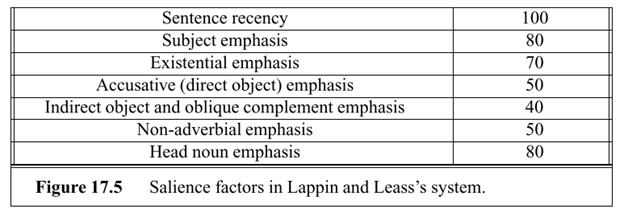 Sentence recency 100
Subject emphasis 80
Existential emphasis 70
Accusative (direct object) emphasis 50
Indirect object and oblique complement emphasis 40
Non-adverbial emphasis 50
Head noun emphasis 80
Figure 17.5 Salience factors in Lappin and Leass's system.